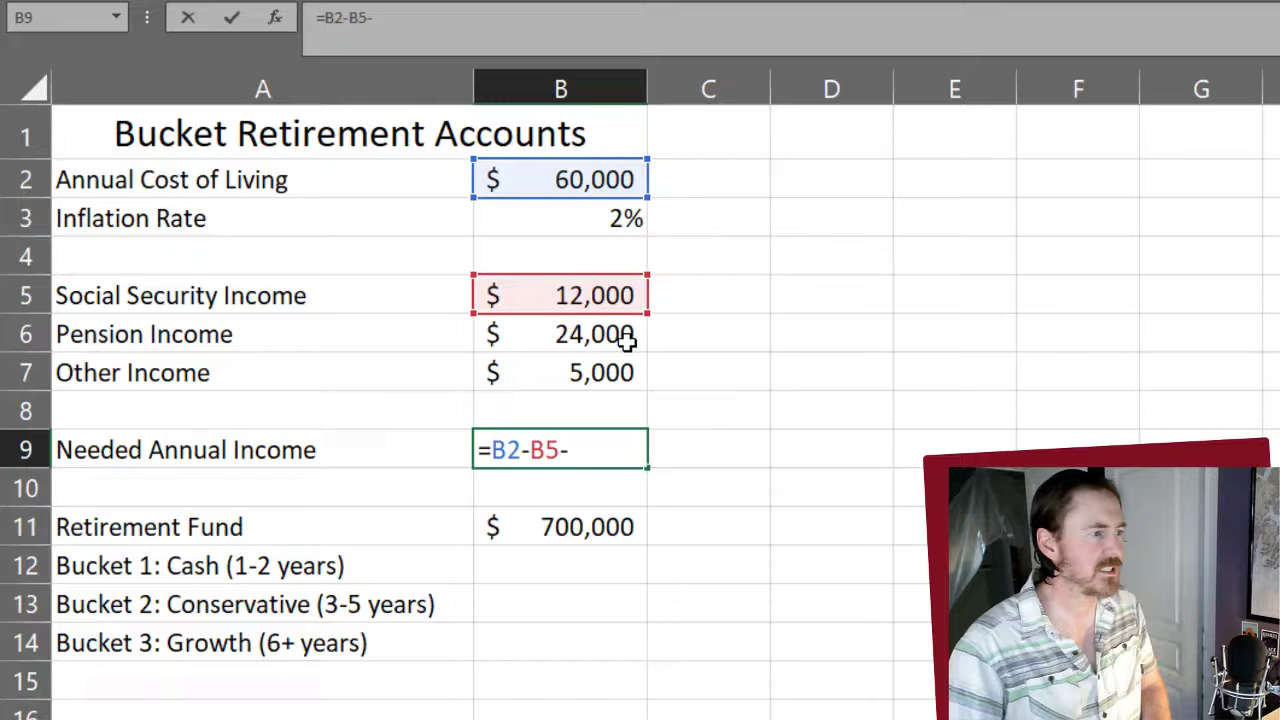 B9 fx =B2-B5-
A B C D E F G
1 Bucket Retirement Accounts
2 Annual Cost of Living $ 60,000
3 Inflation Rate 2%
4
5 Social Security Income $ 12,000
6 Pension Income $ 24,000
7 Other Income $ 5,000
8
9 Needed Annual Income =B2-B5-
10
11 Retirement Fund $ 700,000
12 Bucket 1: Cash (1-2 years)
13 Bucket 2: Conservative (3-5 years)
14 Bucket 3: Growth (6+ years)
15
16